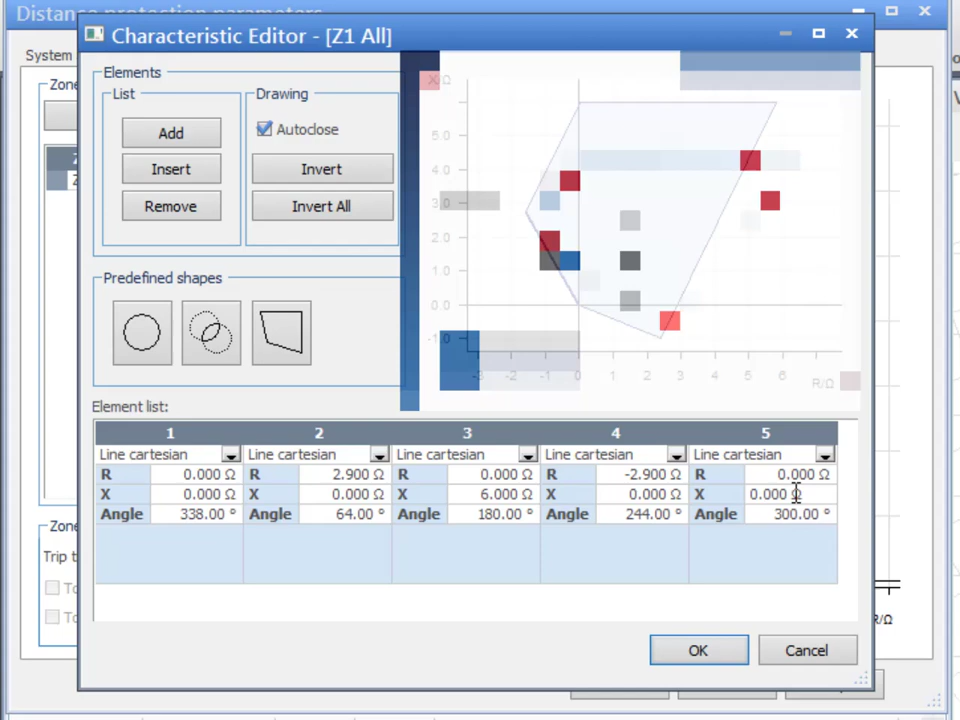 Distance protection parameters
Characteristic Editor - [Z1 All]
System
Elements
List
Drawing
Add
Autoclose
Insert
Invert
Remove
Invert All
Predefined shapes
X/Ω
5.0
4.0
3.0
2.0
1.0
0.0
-1.0
-3 -2 -1 0 1 2 3 4 5 6
R/Ω
Zone
Element list:
1 2 3 4 5
Line cartesian Line cartesian Line cartesian Line cartesian Line cartesian
R 0.000 Ω R 2.900 Ω R 0.000 Ω R -2.900 Ω R 0.000 Ω
X 0.000 Ω X 0.000 Ω X 6.000 Ω X 0.000 Ω X 0.000 Ω
Angle 338.00 ° Angle 64.00 ° Angle 180.00 ° Angle 244.00 ° Angle 300.00 °
Zone
Trip t
To
To
R/Ω
OK
Cancel